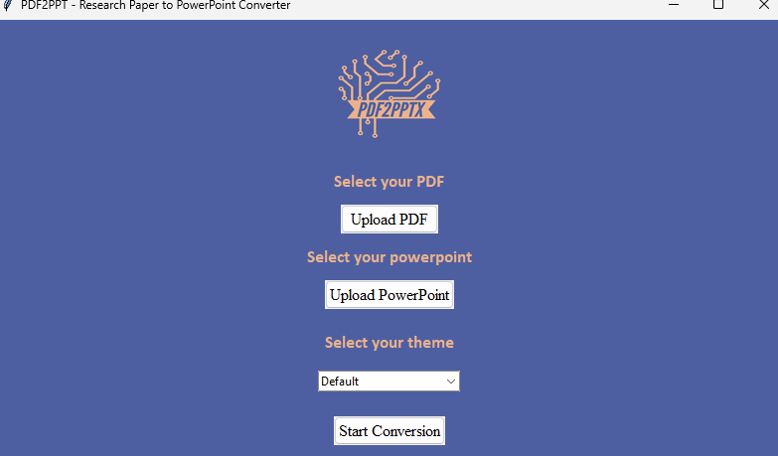 PDF2PPT - Research Paper to PowerPoint Converter
PDF2PPTX
Select your PDF
Upload PDF
Select your powerpoint
Upload PowerPoint
Select your theme
Default
Start Conversion